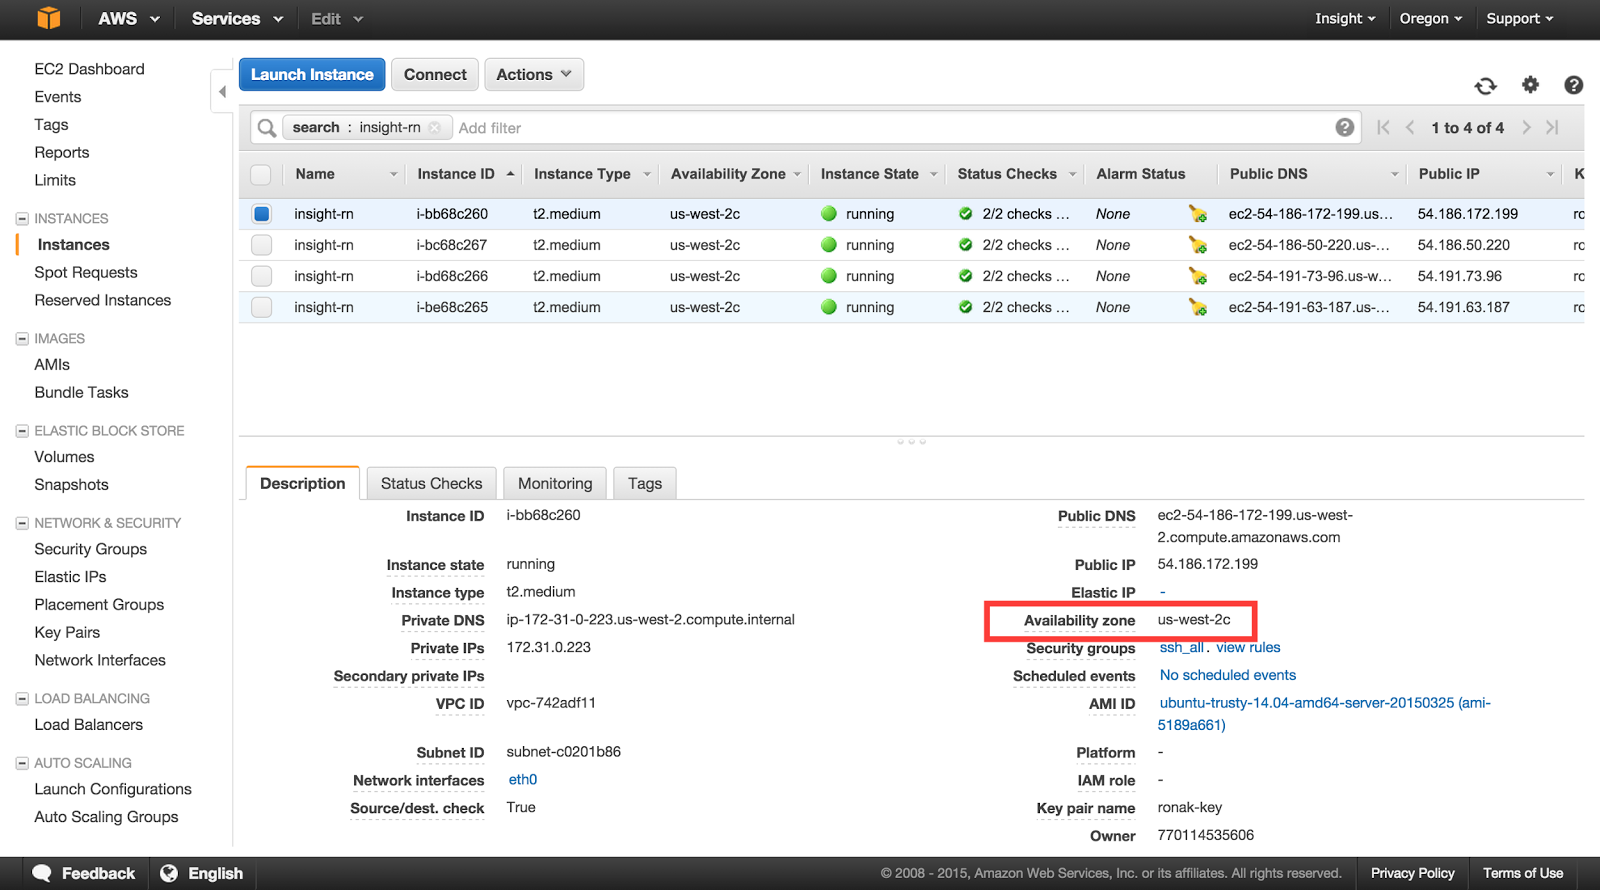 AWS Services Edit Insight Oregon Support
EC2 Dashboard
Events
Tags
Reports
Limits
INSTANCES
Instances
Spot Requests
Reserved Instances
IMAGES
AMIs
Bundle Tasks
ELASTIC BLOCK STORE
Volumes
Snapshots
NETWORK & SECURITY
Security Groups
Elastic IPs
Placement Groups
Key Pairs
Network Interfaces
LOAD BALANCING
Load Balancers
AUTO SCALING
Launch Configurations
Auto Scaling Groups
Launch Instance Connect Actions
search : insight-rn Add filter 1 to 4 of 4
Name Instance ID Instance Type Availability Zone Instance State Status Checks Alarm Status Public DNS Public IP K
insight-rn i-bb68c260 t2.medium us-west-2c running 2/2 checks ... None ec2-54-186-172-199.us... 54.186.172.199 ro
insight-rn i-bc68c267 t2.medium us-west-2c running 2/2 checks ... None ec2-54-186-50-220.us-... 54.186.50.220 ro
insight-rn i-bd68c266 t2.medium us-west-2c running 2/2 checks ... None ec2-54-191-73-96.us-w... 54.191.73.96 ro
insight-rn i-be68c265 t2.medium us-west-2c running 2/2 checks ... None ec2-54-191-63-187.us-... 54.191.63.187 ro
Description Status Checks Monitoring Tags
Instance ID i-bb68c260
Instance state running
Instance type t2.medium
Private DNS ip-172-31-0-223.us-west-2.compute.internal
Private IPs 172.31.0.223
Secondary private IPs
VPC ID vpc-742adf11
Subnet ID subnet-c0201b86
Network interfaces eth0
Source/dest. check True
Public DNS ec2-54-186-172-199.us-west-
2.compute.amazonaws.com
Public IP 54.186.172.199
Elastic IP -
Availability zone us-west-2c
Security groups ssh_all. view rules
Scheduled events No scheduled events
AMI ID ubuntu-trusty-14.04-amd64-server-20150325 (ami-
5189a661)
Platform -
IAM role -
Key pair name ronak-key
Owner 770114535606
Feedback English © 2008 - 2015, Amazon Web Services, Inc. or its affiliates. All rights reserved. Privacy Policy Terms of Use